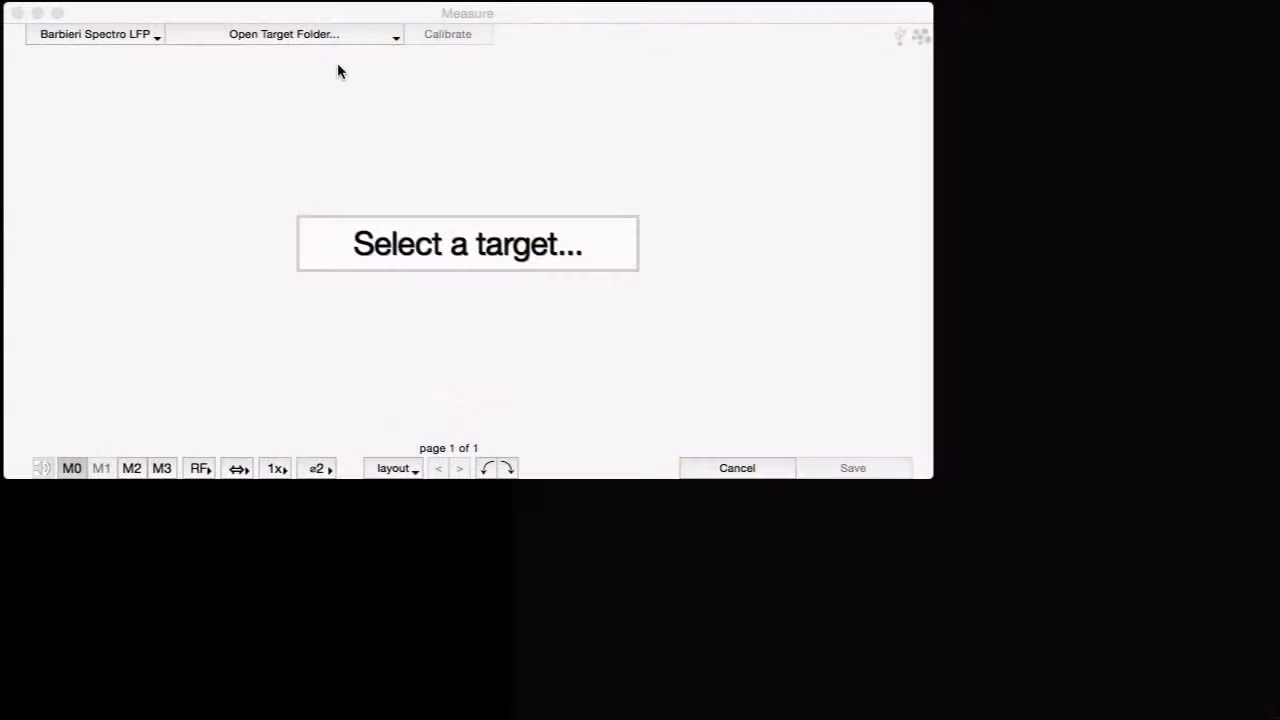 Measure
Barbieri Spectro LFP Open Target Folder... Calibrate
Select a target...
page 1 of 1
M0 M1 M2 M3 RF 1x ⌀2 layout < > Cancel Save